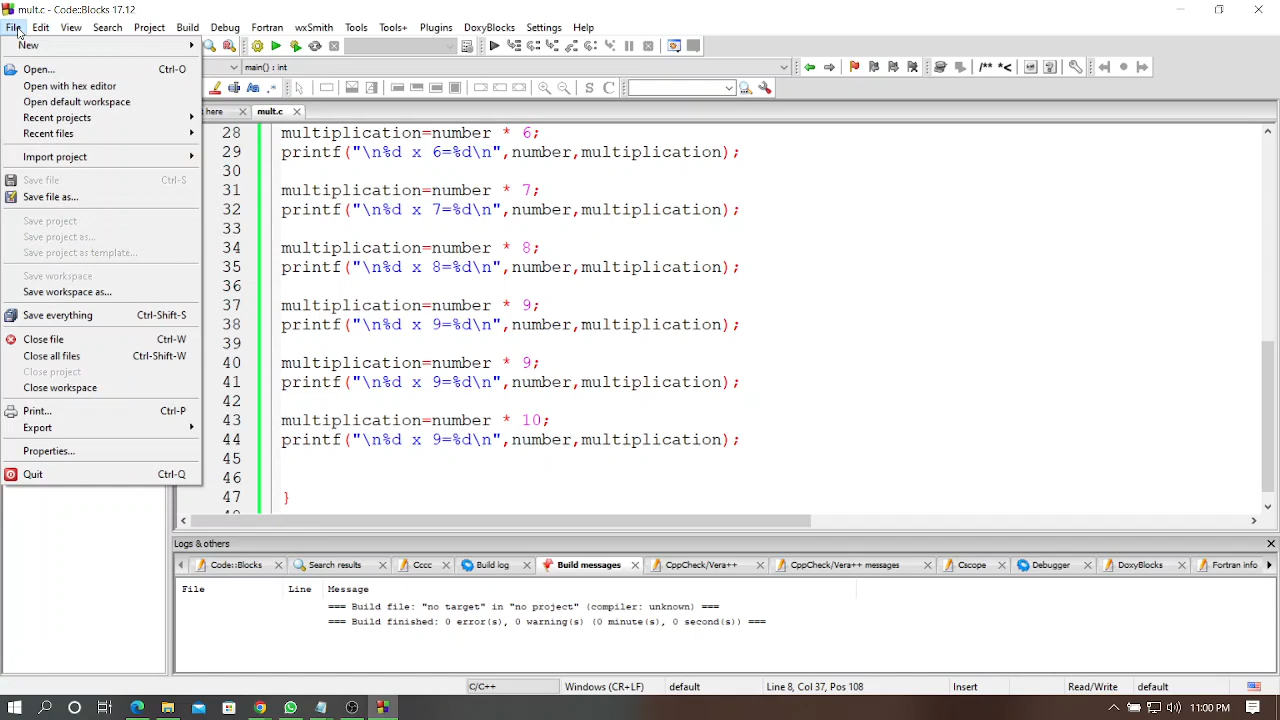 mult.c - Code::Blocks 17.12
File Edit View Search Project Build Debug Fortran wxSmith Tools Tools+ Plugins DoxyBlocks Settings Help
New
Open... Ctrl-O
Open with hex editor
Open default workspace
Recent projects
Recent files
Import project
Save file Ctrl-S
Save file as...
Save project
Save project as...
Save project as template...
Save workspace
Save workspace as...
Save everything Ctrl-Shift-S
Close file Ctrl-W
Close all files Ctrl-Shift-W
Close project
Close workspace
Print... Ctrl-P
Export
Properties...
Quit Ctrl-Q
main() : int
/** *<
S C
here mult.c
28 multiplication=number * 6;
29 printf("\n%d x 6=%d\n",number,multiplication);
30
31 multiplication=number * 7;
32 printf("\n%d x 7=%d\n",number,multiplication);
33
34 multiplication=number * 8;
35 printf("\n%d x 8=%d\n",number,multiplication);
36
37 multiplication=number * 9;
38 printf("\n%d x 9=%d\n",number,multiplication);
39
40 multiplication=number * 9;
41 printf("\n%d x 9=%d\n",number,multiplication);
42
43 multiplication=number * 10;
44 printf("\n%d x 9=%d\n",number,multiplication);
45
46
47 }
Logs & others
Code::Blocks Search results Cccc Build log Build messages CppCheck/Vera++ CppCheck/Vera++ messages Cscope Debugger DoxyBlocks Fortran info
File Line Message
=== Build file: "no target" in "no project" (compiler: unknown) ===
=== Build finished: 0 error(s), 0 warning(s) (0 minute(s), 0 second(s)) ===
C/C++ Windows (CR+LF) default Line 8, Col 37, Pos 108 Insert Read/Write default
11:00 PM